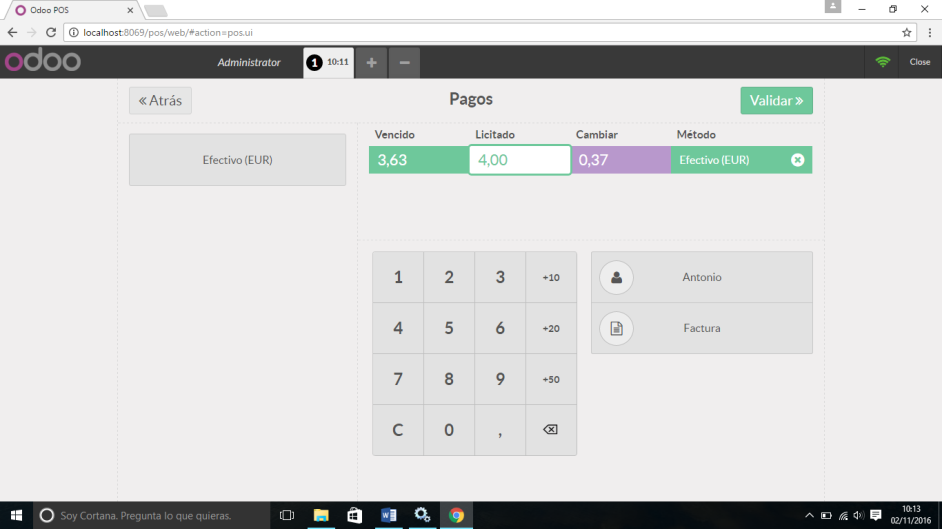 Odoo POS
localhost:8069/pos/web/#action=pos.ui
odoo
Administrator
1 10:11
+
−
Close
« Atrás
Pagos
Validar »
Efectivo (EUR)
Vencido Licitado Cambiar Método
3,63 4,00 0,37 Efectivo (EUR)
1 2 3 +10
4 5 6 +20
7 8 9 +50
C 0 ,
Antonio
Factura
Soy Cortana. Pregunta lo que quieras.
10:13
02/11/2016